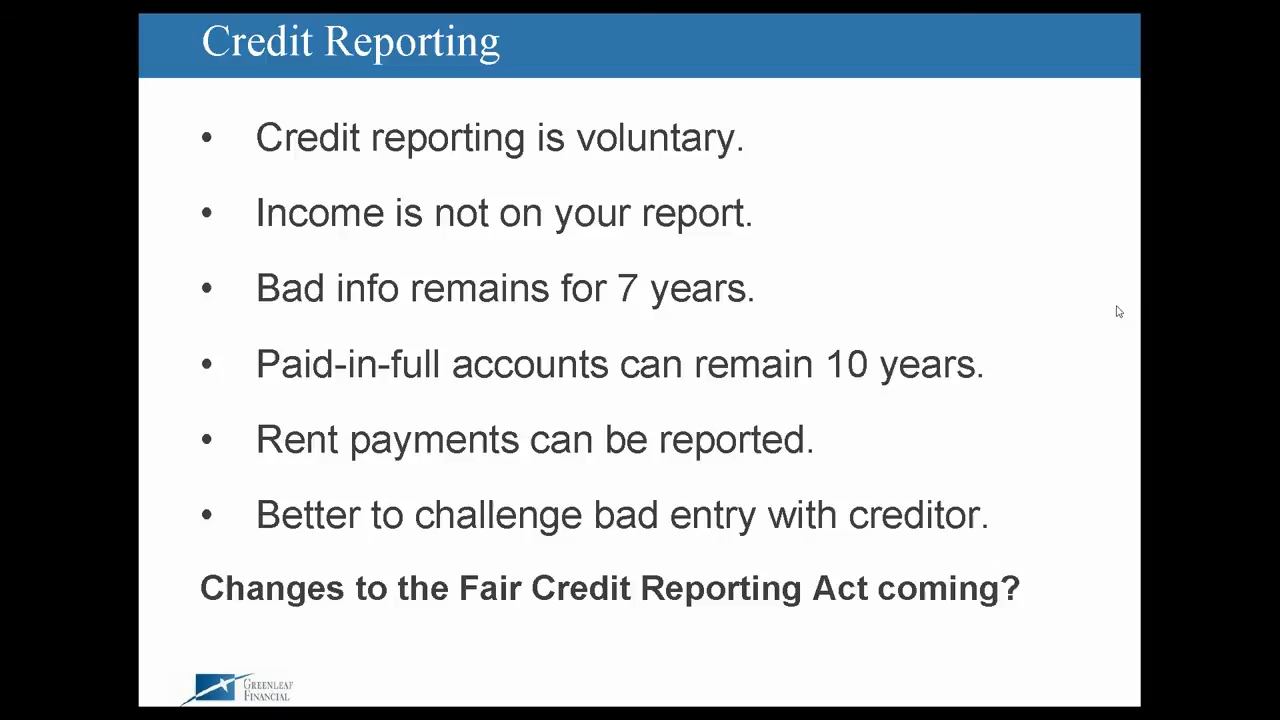 Credit Reporting
• Credit reporting is voluntary.
• Income is not on your report.
• Bad info remains for 7 years.
• Paid-in-full accounts can remain 10 years.
• Rent payments can be reported.
• Better to challenge bad entry with creditor.
Changes to the Fair Credit Reporting Act coming?
GREENLEAF
FINANCIAL